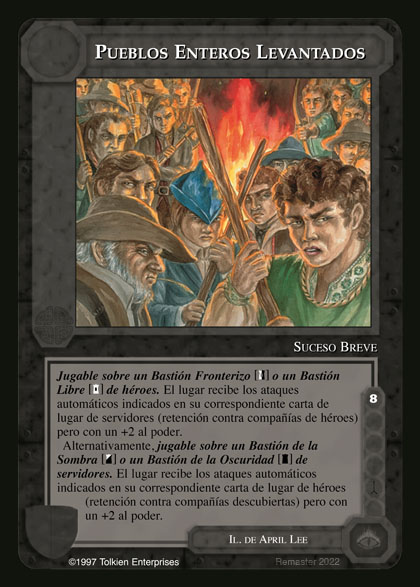 PUEBLOS ENTEROS LEVANTADOS
SUCESO BREVE
Jugable sobre un Bastión Fronterizo [] o un Bastión
Libre [] de héroes. El lugar recibe los ataques
automáticos indicados en su correspondiente carta de
lugar de servidores (retención contra compañías de héroes)
pero con un +2 al poder.
8
Alternativamente, jugable sobre un Bastión de la
Sombra [] o un Bastión de la Oscuridad [] de
servidores. El lugar recibe los ataques automáticos
indicados en su correspondiente carta de lugar de héroes
(retención contra compañías descubiertas) pero con
un +2 al poder.
IL. DE APRIL LEE
©1997 Tolkien Enterprises
Remaster 2022